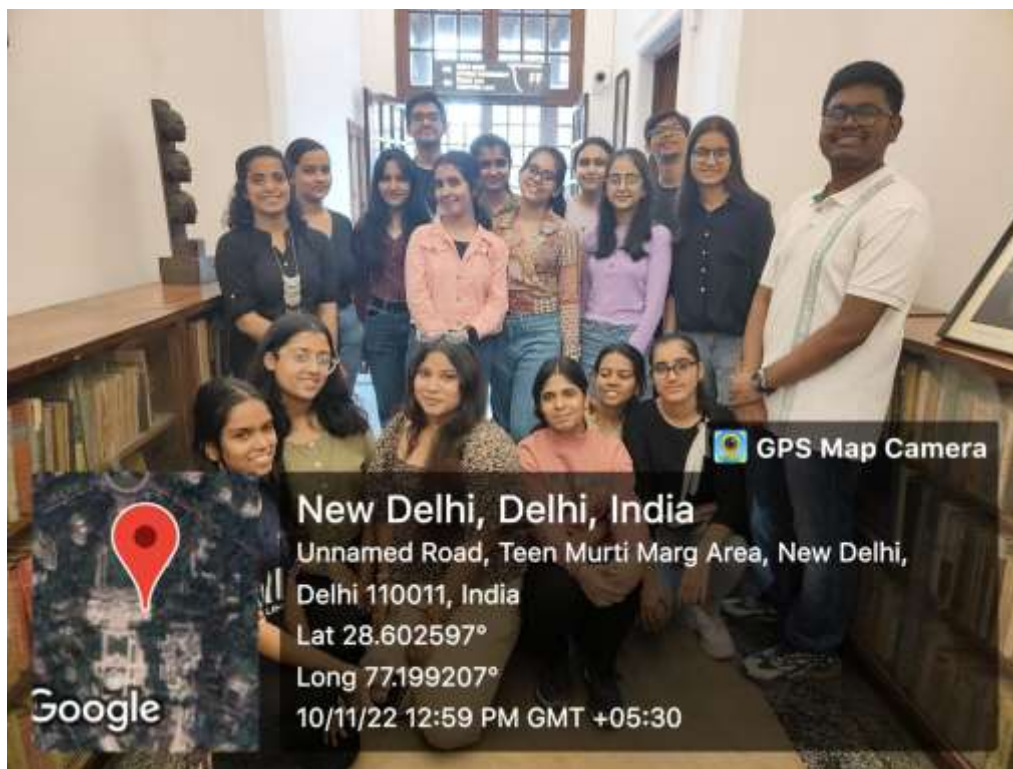 GPS Map Camera
New Delhi, Delhi, India
Unnamed Road, Teen Murti Marg Area, New Delhi,
Delhi 110011, India
Lat 28.602597°
Long 77.199207°
10/11/22 12:59 PM GMT +05:30
Google